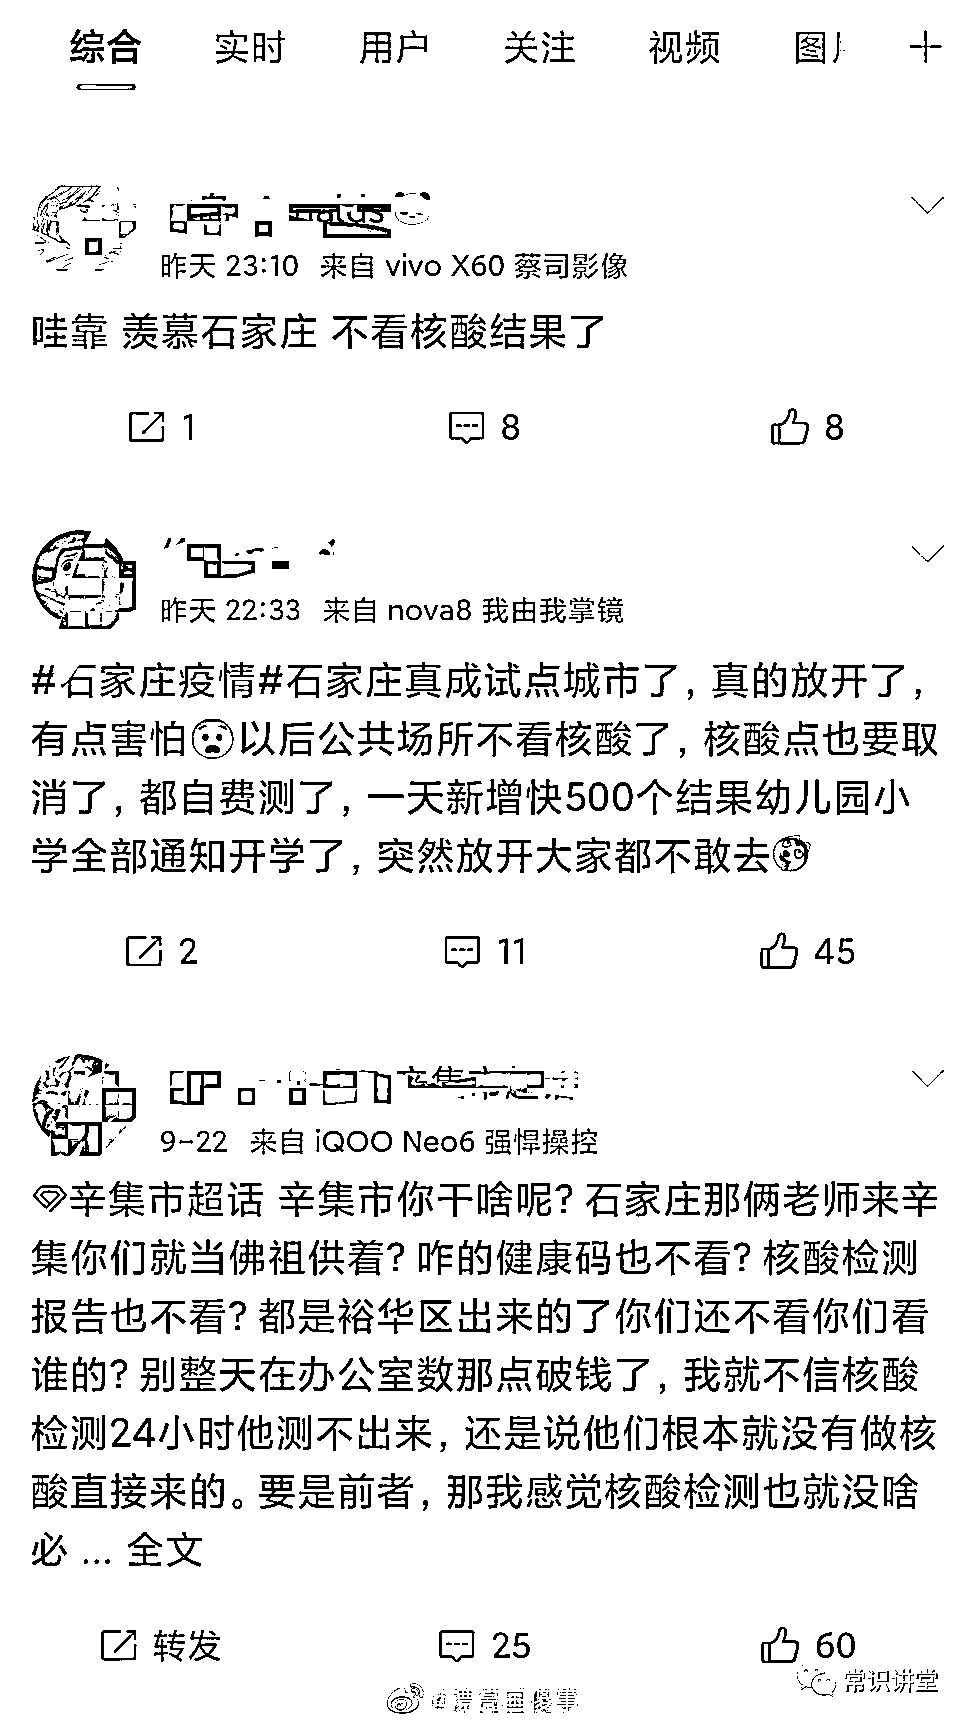 综合 实时 用户 关注 视频 图片
昨天 23:10 来自 vivo X60 蔡司影像
哇靠 羡慕石家庄 不看核酸结果了
1 8 8
昨天 22:33 来自 nova8 我由我掌镜
#石家庄疫情#石家庄真成试点城市了，真的放开了，
有点害怕😧以后公共场所不看核酸了，核酸点也要取
消了，都自费测了，一天新增快500个结果幼儿园小
学全部通知开学了，突然放开大家都不敢去
2 11 45
9-22 来自 iQOO Neo6 强悍操控
辛集市超话 辛集市你干啥呢？石家庄那俩老师来辛
集你们就当佛祖供着？咋的健康码也不看？核酸检测
报告也不看？都是裕华区出来的了你们还不看你们看
谁的？别整天在办公室数那点破钱了，我就不信核酸
检测24小时他测不出来，还是说他们根本就没有做核
酸直接来的。要是前者，那我感觉核酸检测也就没啥
必 ... 全文
转发 25 60
常识讲堂